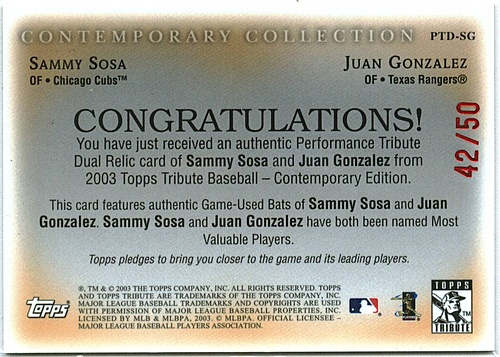 CONTEMPORARY COLLECTION PTD-SG
SAMMY SOSA
OF • Chicago Cubs™
JUAN GONZALEZ
OF • Texas Rangers®
42/50
CONGRATULATIONS!
You have just received an authentic Performance Tribute
Dual Relic card of Sammy Sosa and Juan Gonzalez from
2003 Topps Tribute Baseball – Contemporary Edition.
This card features authentic Game-Used Bats of Sammy Sosa and Juan
Gonzalez. Sammy Sosa and Juan Gonzalez have both been named Most
Valuable Players.
Topps pledges to bring you closer to the game and its leading players.
Topps
®, TM & © 2003 THE TOPPS COMPANY, INC. ALL RIGHTS RESERVED. TOPPS
AND TOPPS TRIBUTE ARE TRADEMARKS OF THE TOPPS COMPANY, INC.
MAJOR LEAGUE BASEBALL TRADEMARKS AND COPYRIGHTS ARE USED
WITH PERMISSION OF MAJOR LEAGUE BASEBALL PROPERTIES, INC.
LICENSED BY MLB & MLBPA, 2003. © MLBPA. OFFICIAL LICENSEE –
MAJOR LEAGUE BASEBALL PLAYERS ASSOCIATION.
TOPPS
TRIBUTE